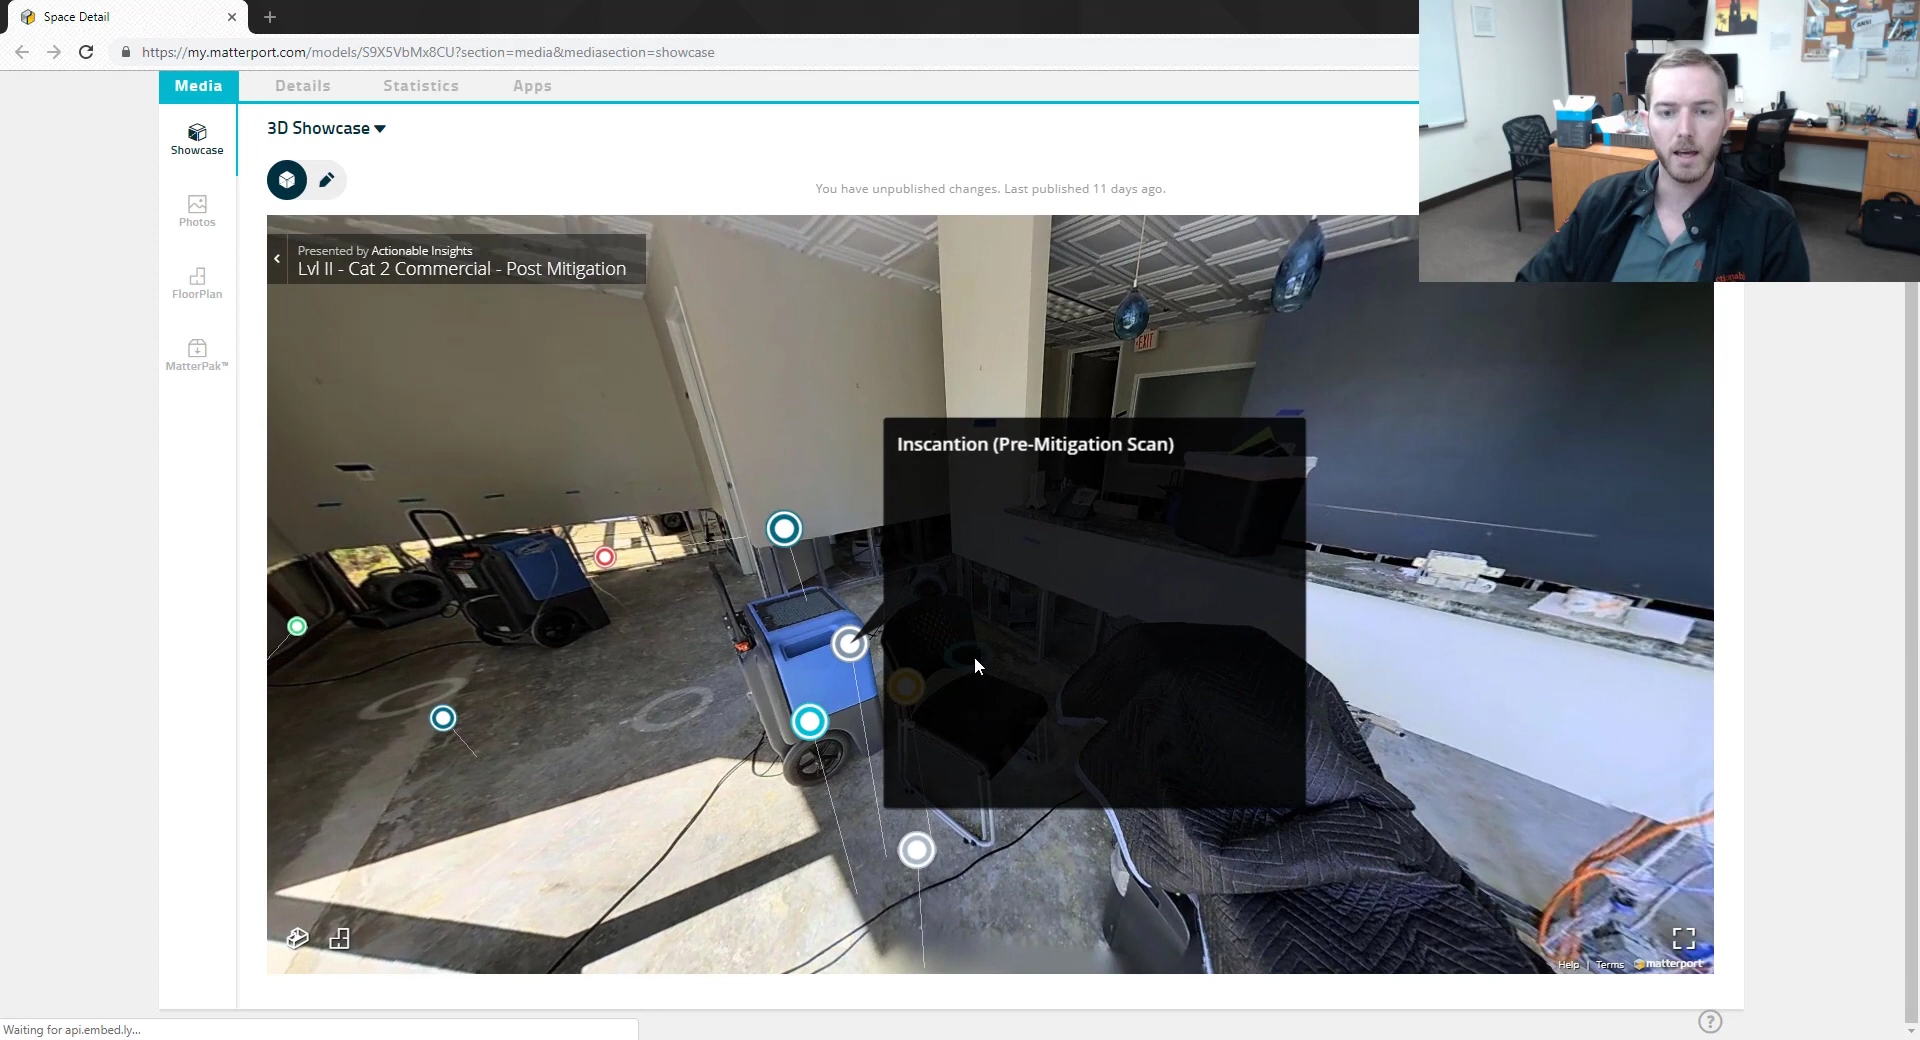 Space Detail
https://my.matterport.com/models/S9X5VbMx8CU?section=media&mediasection=showcase
Media
Details
Statistics
Apps
Showcase
Photos
FloorPlan
MatterPak™
3D Showcase
You have unpublished changes. Last published 11 days ago.
Presented by Actionable Insights
Lvl II - Cat 2 Commercial - Post Mitigation
EXIT
Inscantion (Pre-Mitigation Scan)
Help | Terms
matterport
Waiting for api.embed.ly...
?